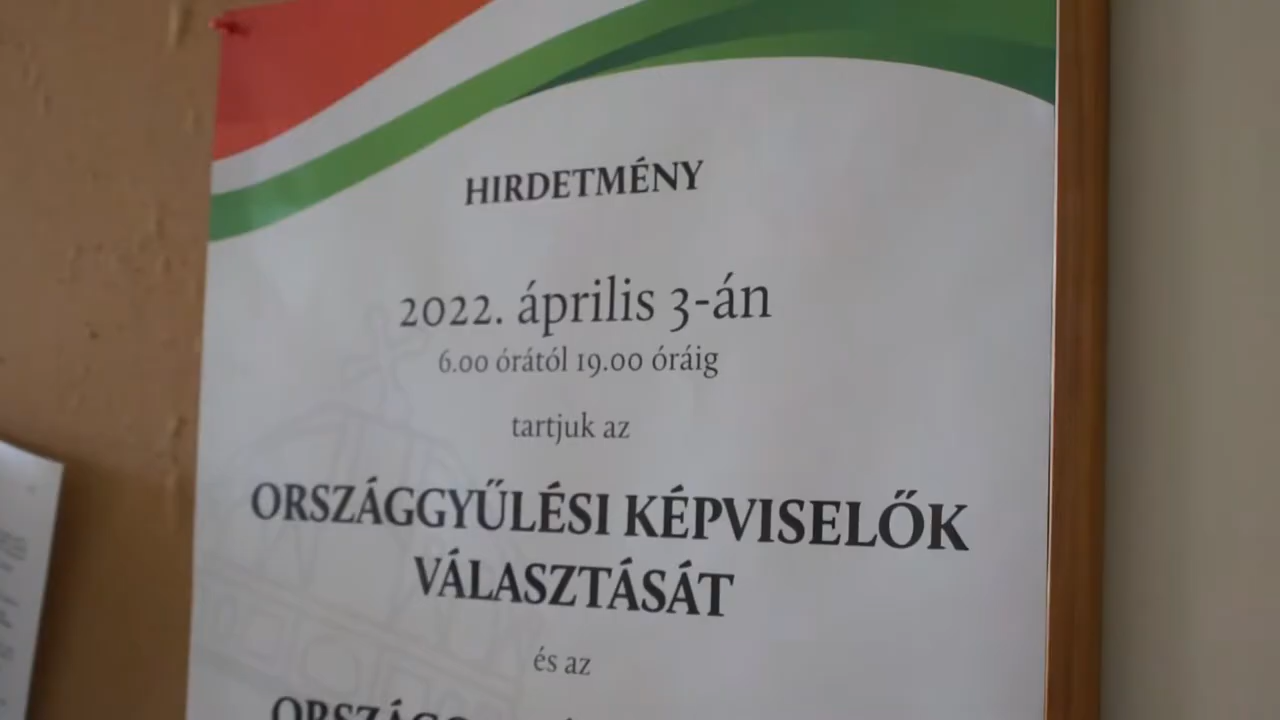 HIRDETMÉNY
2022. április 3-án
6.00 órától 19.00 óráig
tartjuk az
ORSZÁGGYŰLÉSI KÉPVISELŐK
VÁLASZTÁSÁT
és az